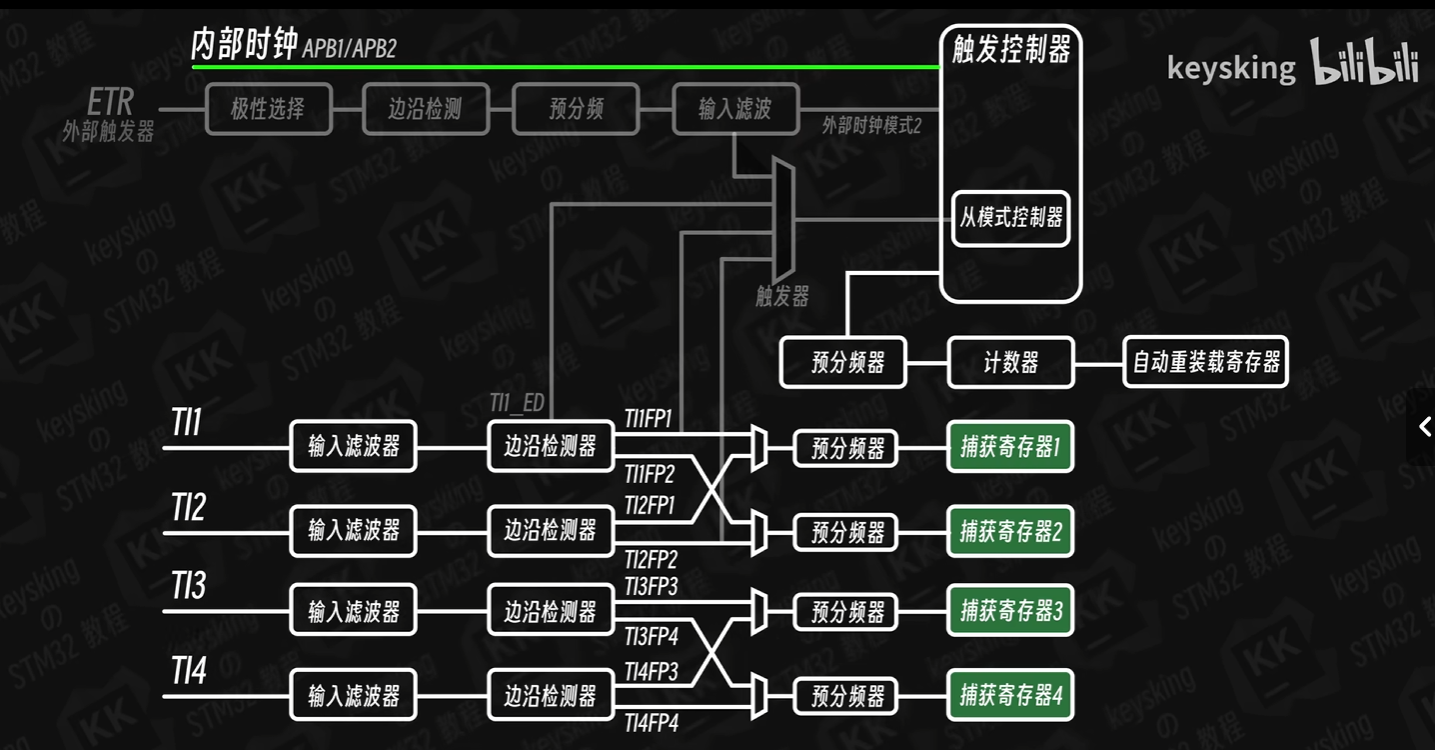 内部时钟 APB1/APB2
触发控制器
keysking bilibili
ETR
外部触发器
极性选择
边沿检测
预分频
输入滤波
外部时钟模式2
从模式控制器
触发器
预分频器
计数器
自动重装载寄存器
TI1
输入滤波器
TI1_ED
边沿检测器
TI1FP1
TI1FP2
预分频器
捕获寄存器1
TI2
输入滤波器
边沿检测器
TI2FP1
TI2FP2
预分频器
捕获寄存器2
TI3
输入滤波器
边沿检测器
TI3FP3
TI3FP4
预分频器
捕获寄存器3
TI4
输入滤波器
边沿检测器
TI4FP3
TI4FP4
预分频器
捕获寄存器4
keysking
の
STM32 教程
KK